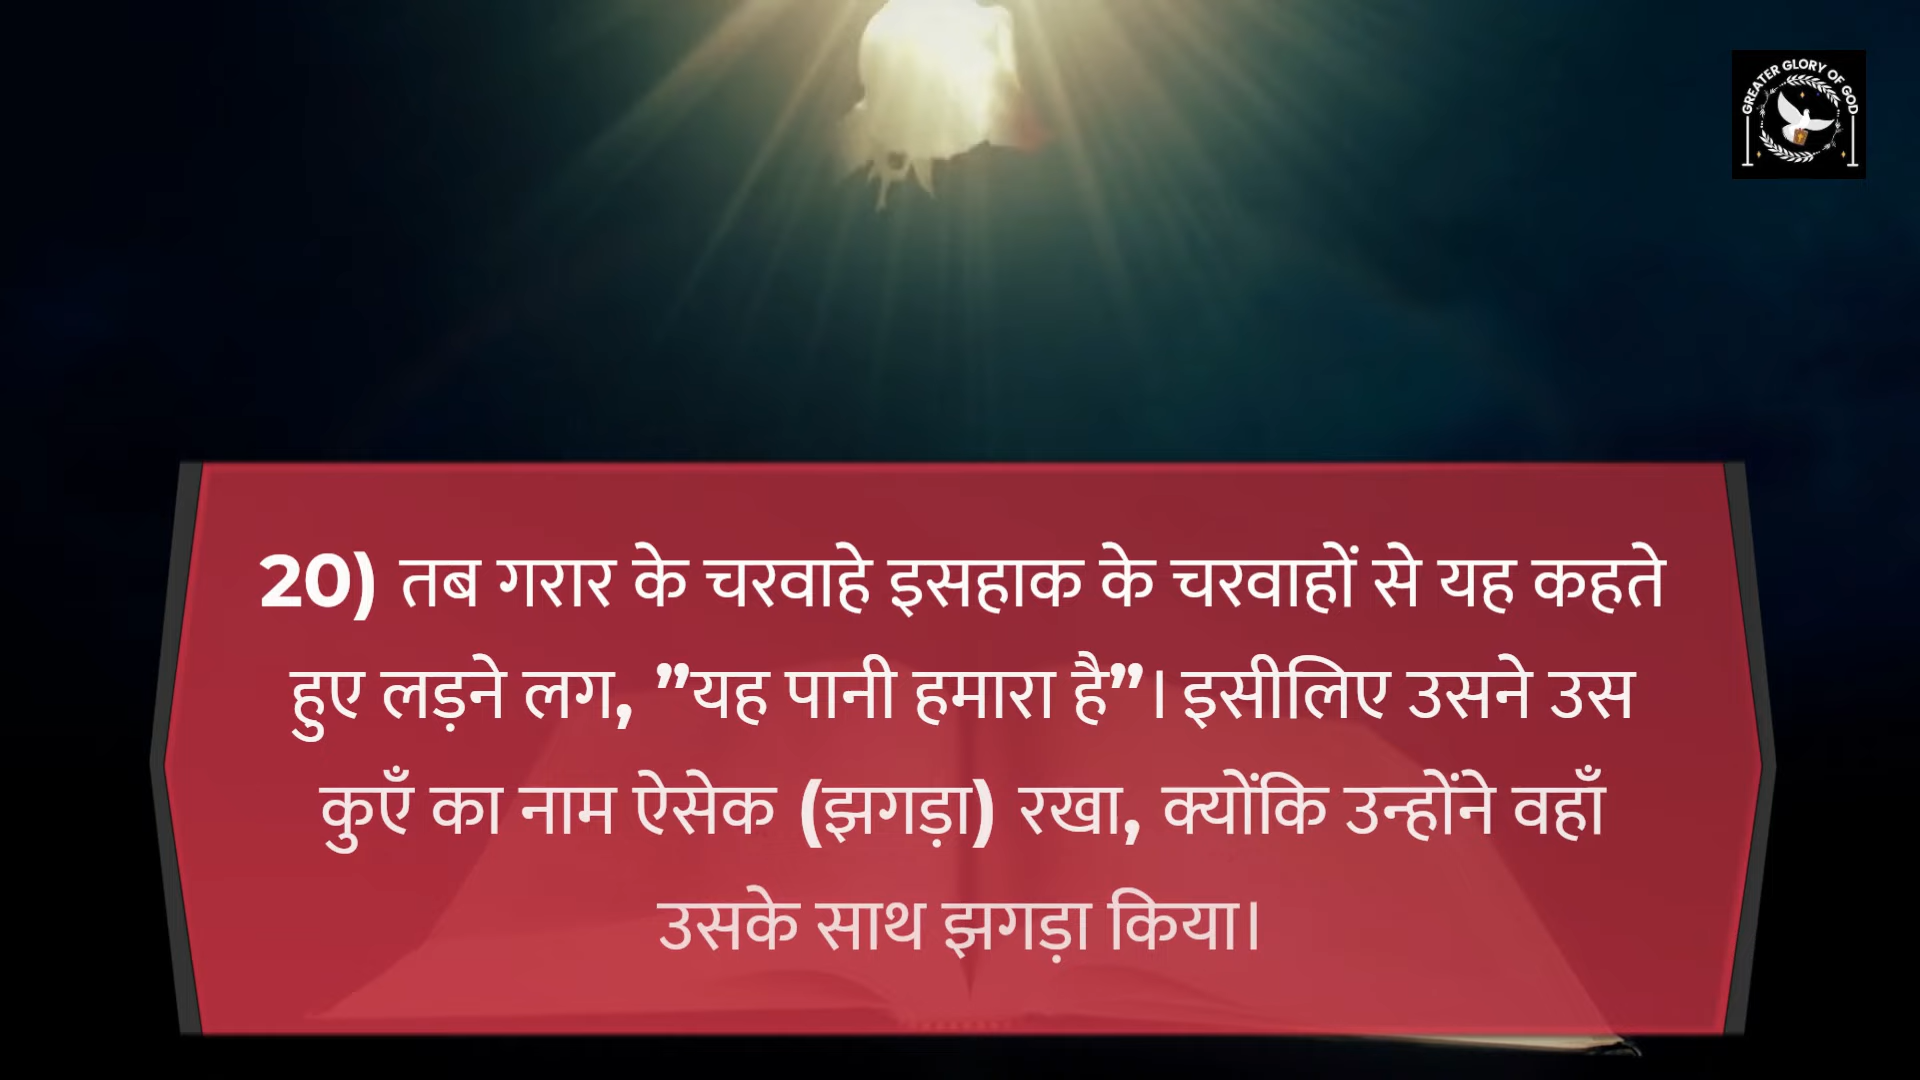 GREATER GLORY OF GOD
20) तब गरार के चरवाहे इसहाक के चरवाहों से यह कहते
हुए लड़ने लग, ”यह पानी हमारा है”। इसीलिए उसने उस
कुएँ का नाम ऐसेक (झगड़ा) रखा, क्योंकि उन्होंने वहाँ
उसके साथ झगड़ा किया।